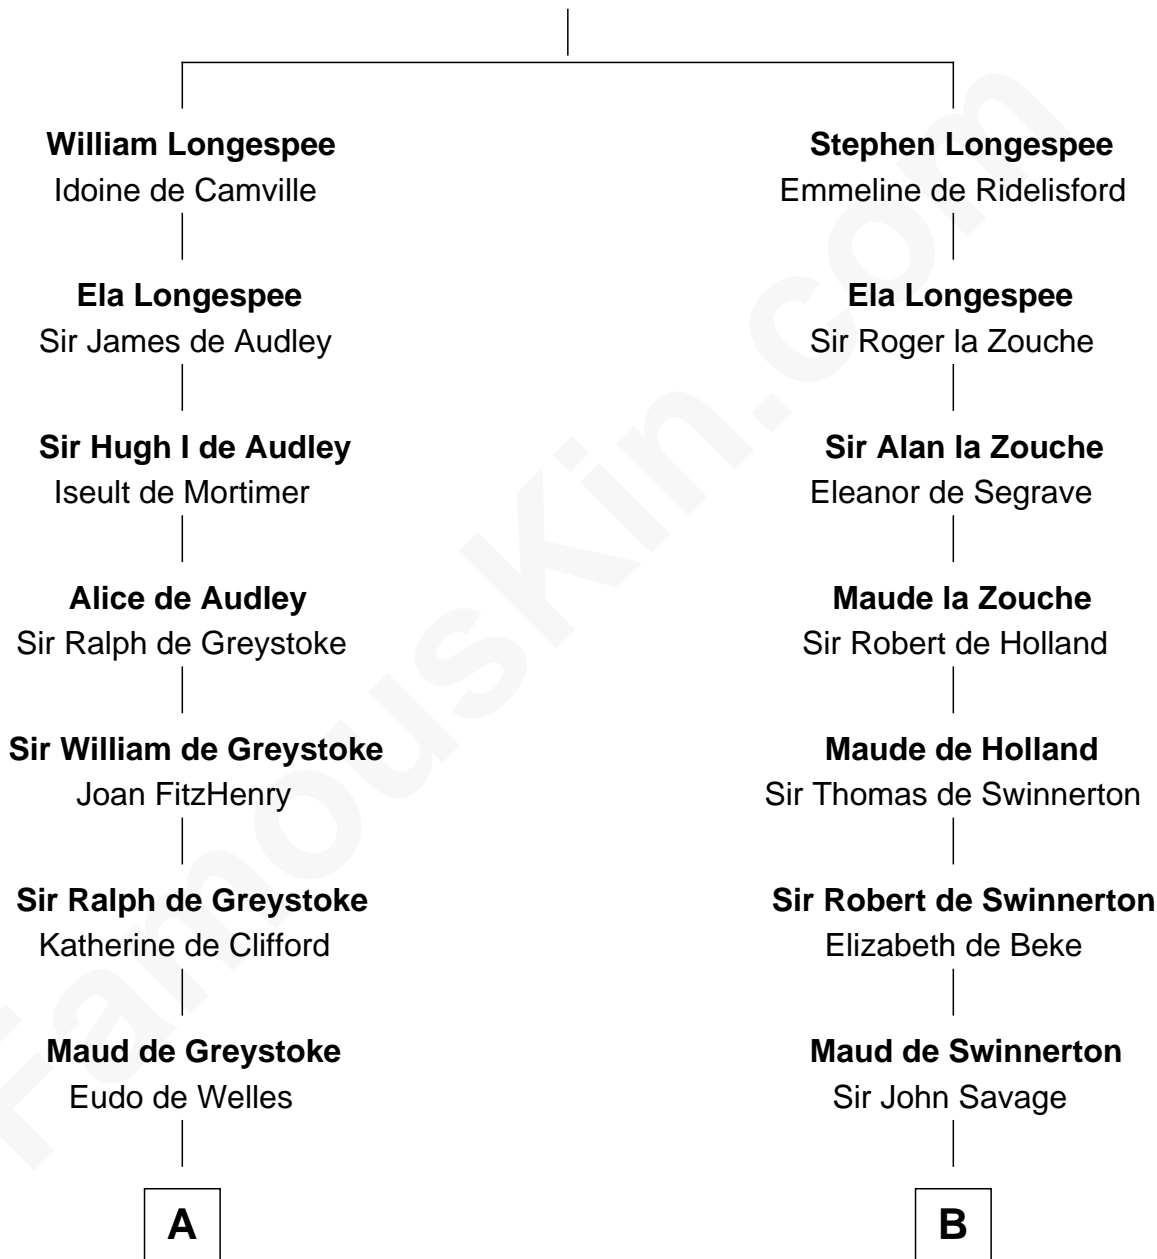 William Longespee
Idoine de Camville
Ela Longespee
Sir James de Audley
Sir Hugh I de Audley
Iseult de Mortimer
Alice de Audley
Sir Ralph de Greystoke
Sir William de Greystoke
Joan FitzHenry
Sir Ralph de Greystoke
Katherine de Clifford
Maud de Greystoke
Eudo de Welles
A
Stephen Longespee
Emmeline de Ridelisford
Ela Longespee
Sir Roger la Zouche
Sir Alan la Zouche
Eleanor de Segrave
Maude la Zouche
Sir Robert de Holland
Maude de Holland
Sir Thomas de Swinnerton
Sir Robert de Swinnerton
Elizabeth de Beke
Maud de Swinnerton
Sir John Savage
B
FamousKin.com